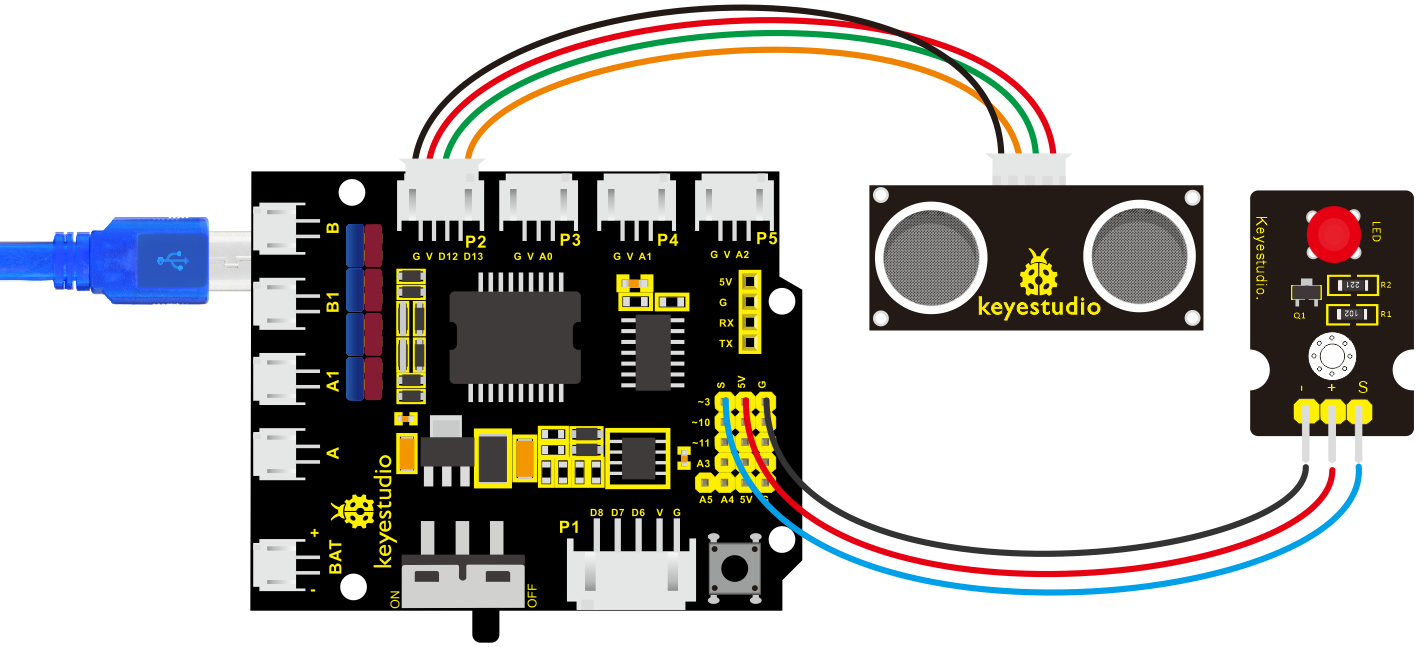 B
B1
A1
A
BAT
+
-
P2
G V D12 D13
P3
G V A0
P4
G V A1
P5
G V A2
5V
G
RX
TX
S 5V G
~3
~10
~11
A3
A5 A4 5V G
keyestudio
P1
D8 D7 D6 V G
ON
OFF
keyestudio
Keyestudio.
LED
221
R2
102
R1
Q1
- + S